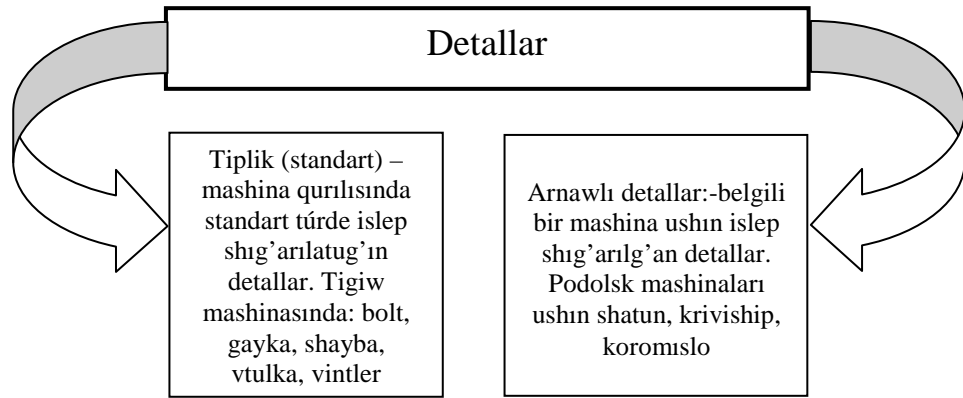 Detallar
Tiplik (standart) –
mashina qurılısında
standart túrde islep
shıg’arılatug’ın
detallar. Tigiw
mashinasında: bolt,
gayka, shayba,
vtulka, vintler
Arnawlı detallar:-belgili
bir mashina ushın islep
shıg’arılg’an detallar.
Podolsk mashinaları
ushın shatun, kriviship,
koromıslo